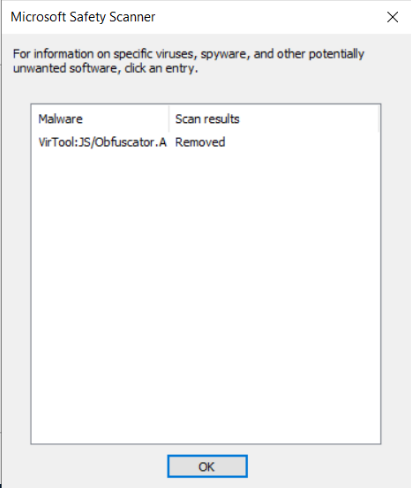 Microsoft Safety Scanner
For information on specific viruses, spyware, and other potentially
unwanted software, click an entry.
Malware Scan results
VirTool:JS/Obfuscator.A Removed
OK